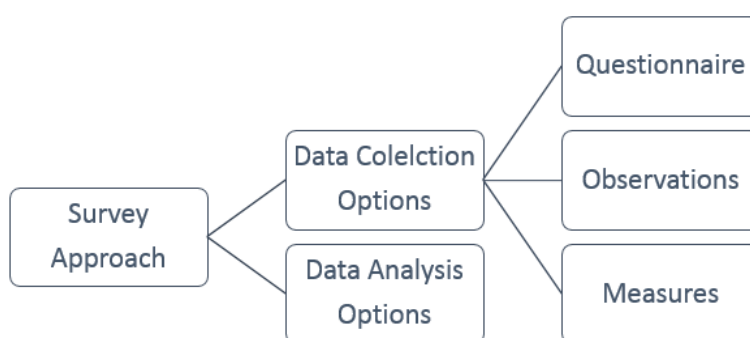 Survey
Approach
Data Colelction
Options
Data Analysis
Options
Questionnaire
Observations
Measures